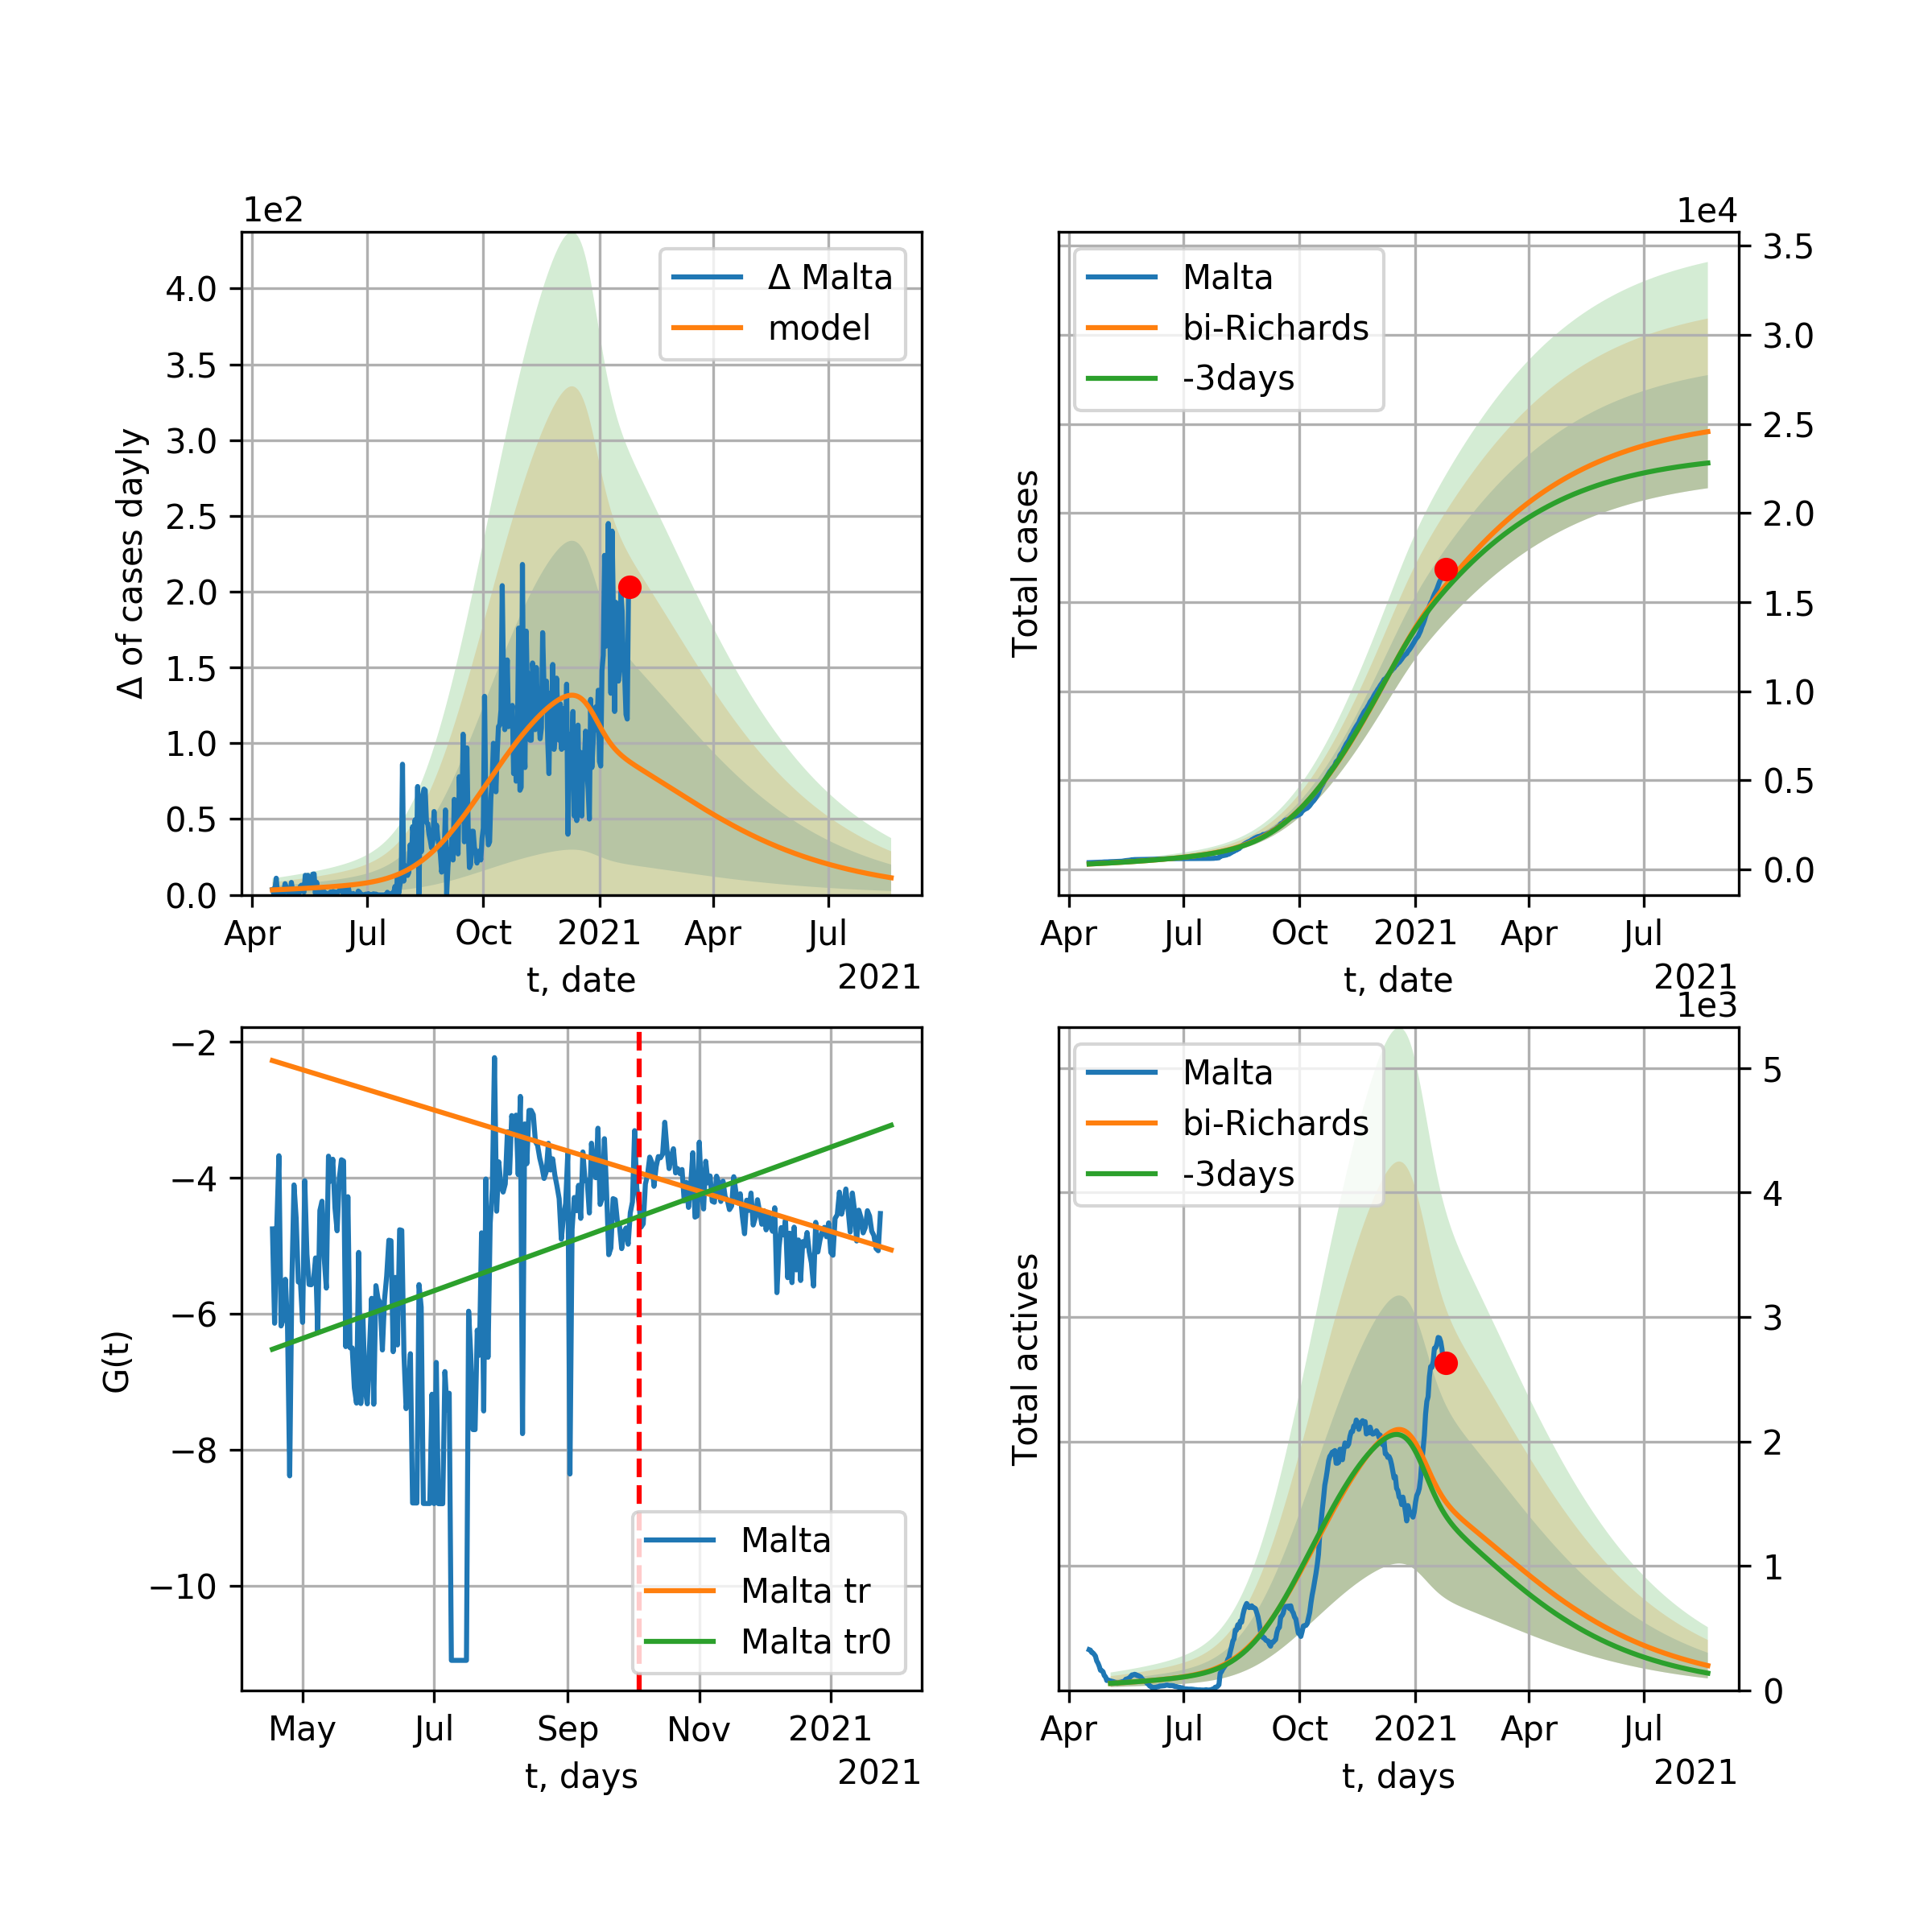 1e2
Δ of cases dayly
4.0
3.5
3.0
2.5
2.0
1.5
1.0
0.5
0.0
Δ Malta
model
Apr Jul Oct 2021 Apr Jul
t, date
2021
1e4
Total cases
Malta
bi-Richards
-3days
3.5
3.0
2.5
2.0
1.5
1.0
0.5
0.0
Apr Jul Oct 2021 Apr Jul
t, date
2021
G(t)
−2
−4
−6
−8
−10
Malta
Malta tr
Malta tr0
May Jul Sep Nov 2021
t, days
2021
1e3
Total actives
Malta
bi-Richards
-3days
5
4
3
2
1
0
Apr Jul Oct 2021 Apr Jul
t, days
2021